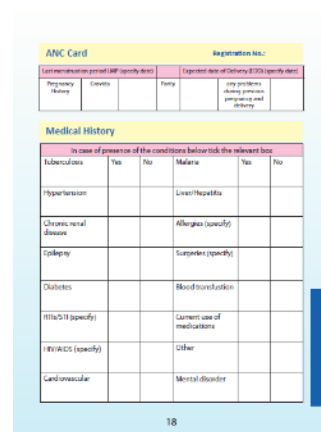 ANC Card Registration No.:
Last menstruation period LMP (specify date) Expected date of Delivery (EDD) (specify date)
Pregnancy History Gravida Parity any problems during previous pregnancy and delivery
Medical History
In case of presence of the conditions below tick the relevant box
Tuberculosis Yes No Malaria Yes No
Hypertension Liver/Hepatitis
Chronic renal disease Allergies (specify)
Epilepsy Surgeries (specify)
Diabetes Blood transfustion
RTIs/STI (specify) Current use of medications
HIV/AIDS (specify) Other
Cardiovascular Mental disorder
18